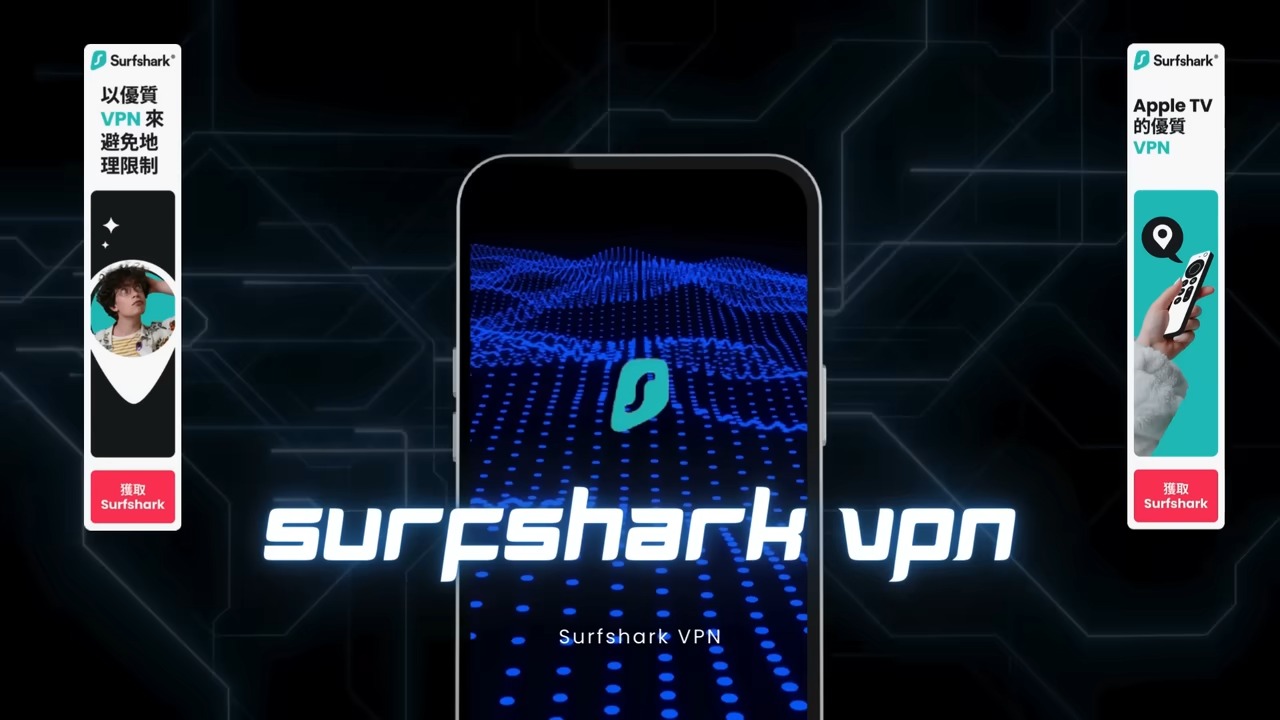 Surfshark®
以優質
VPN 來
避免地
理限制
獲取
Surfshark
surfshark vpn
Surfshark VPN
Surfshark®
Apple TV
的優質
VPN
獲取
Surfshark